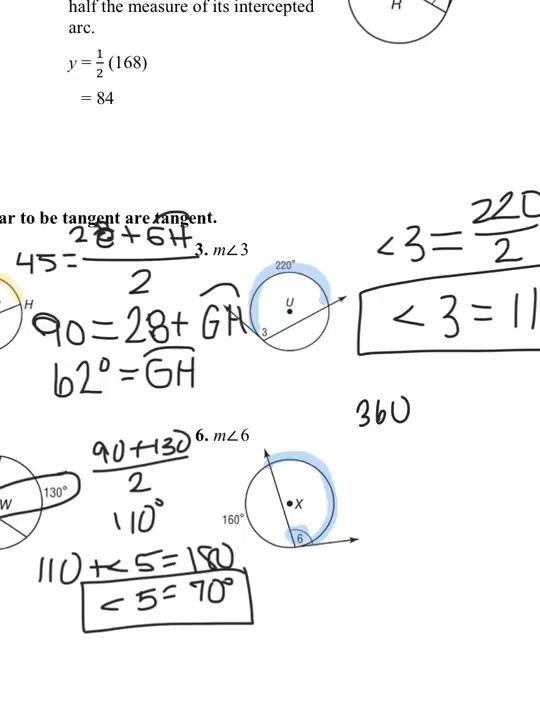 half the measure of its intercepted
arc.
R
y = 1/2 (168)
= 84
ar to be tangent are tangent.
45 = 28 + GH / 2
H
90 = 28 + GH
62° = GH
3. m∠3
220°
U
3
<3 = 220 / 2
<3 = 11
360
W
130°
90 + 130 / 2
110°
110 + < 5 = 180
< 5 = 70°
6. m∠6
160°
X
6